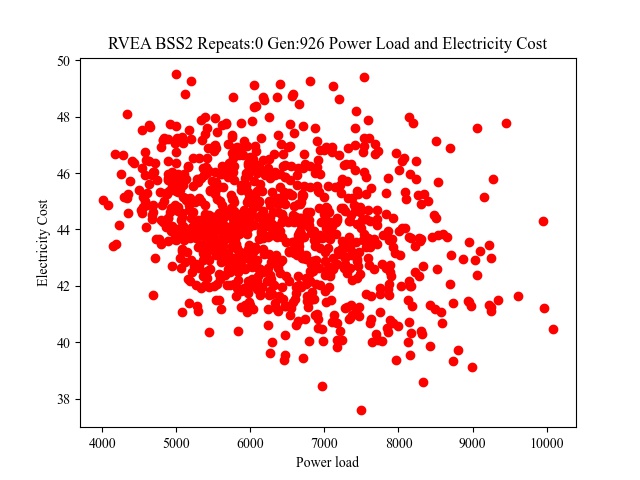 RVEA BSS2 Repeats:0 Gen:926 Power Load and Electricity Cost
50
48
46
44
42
40
38
Electricity Cost
4000 5000 6000 7000 8000 9000 10000
Power load